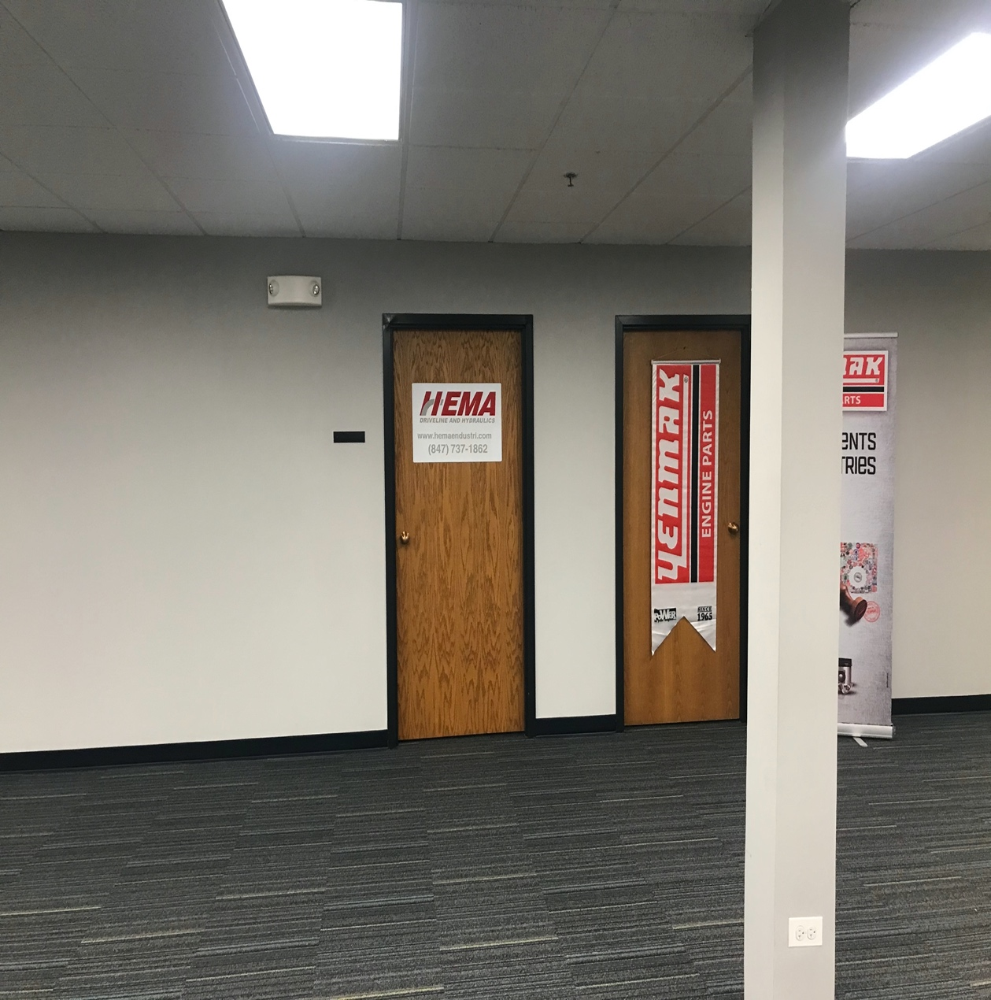 HEMA
DRIVELINE AND HYDRAULICS
www.hemaendustri.com
(847) 737-1862
YENMAK
®
ENGINE PARTS
POWER
SINCE
1965
MAK
RTS
ENTS
TRIES